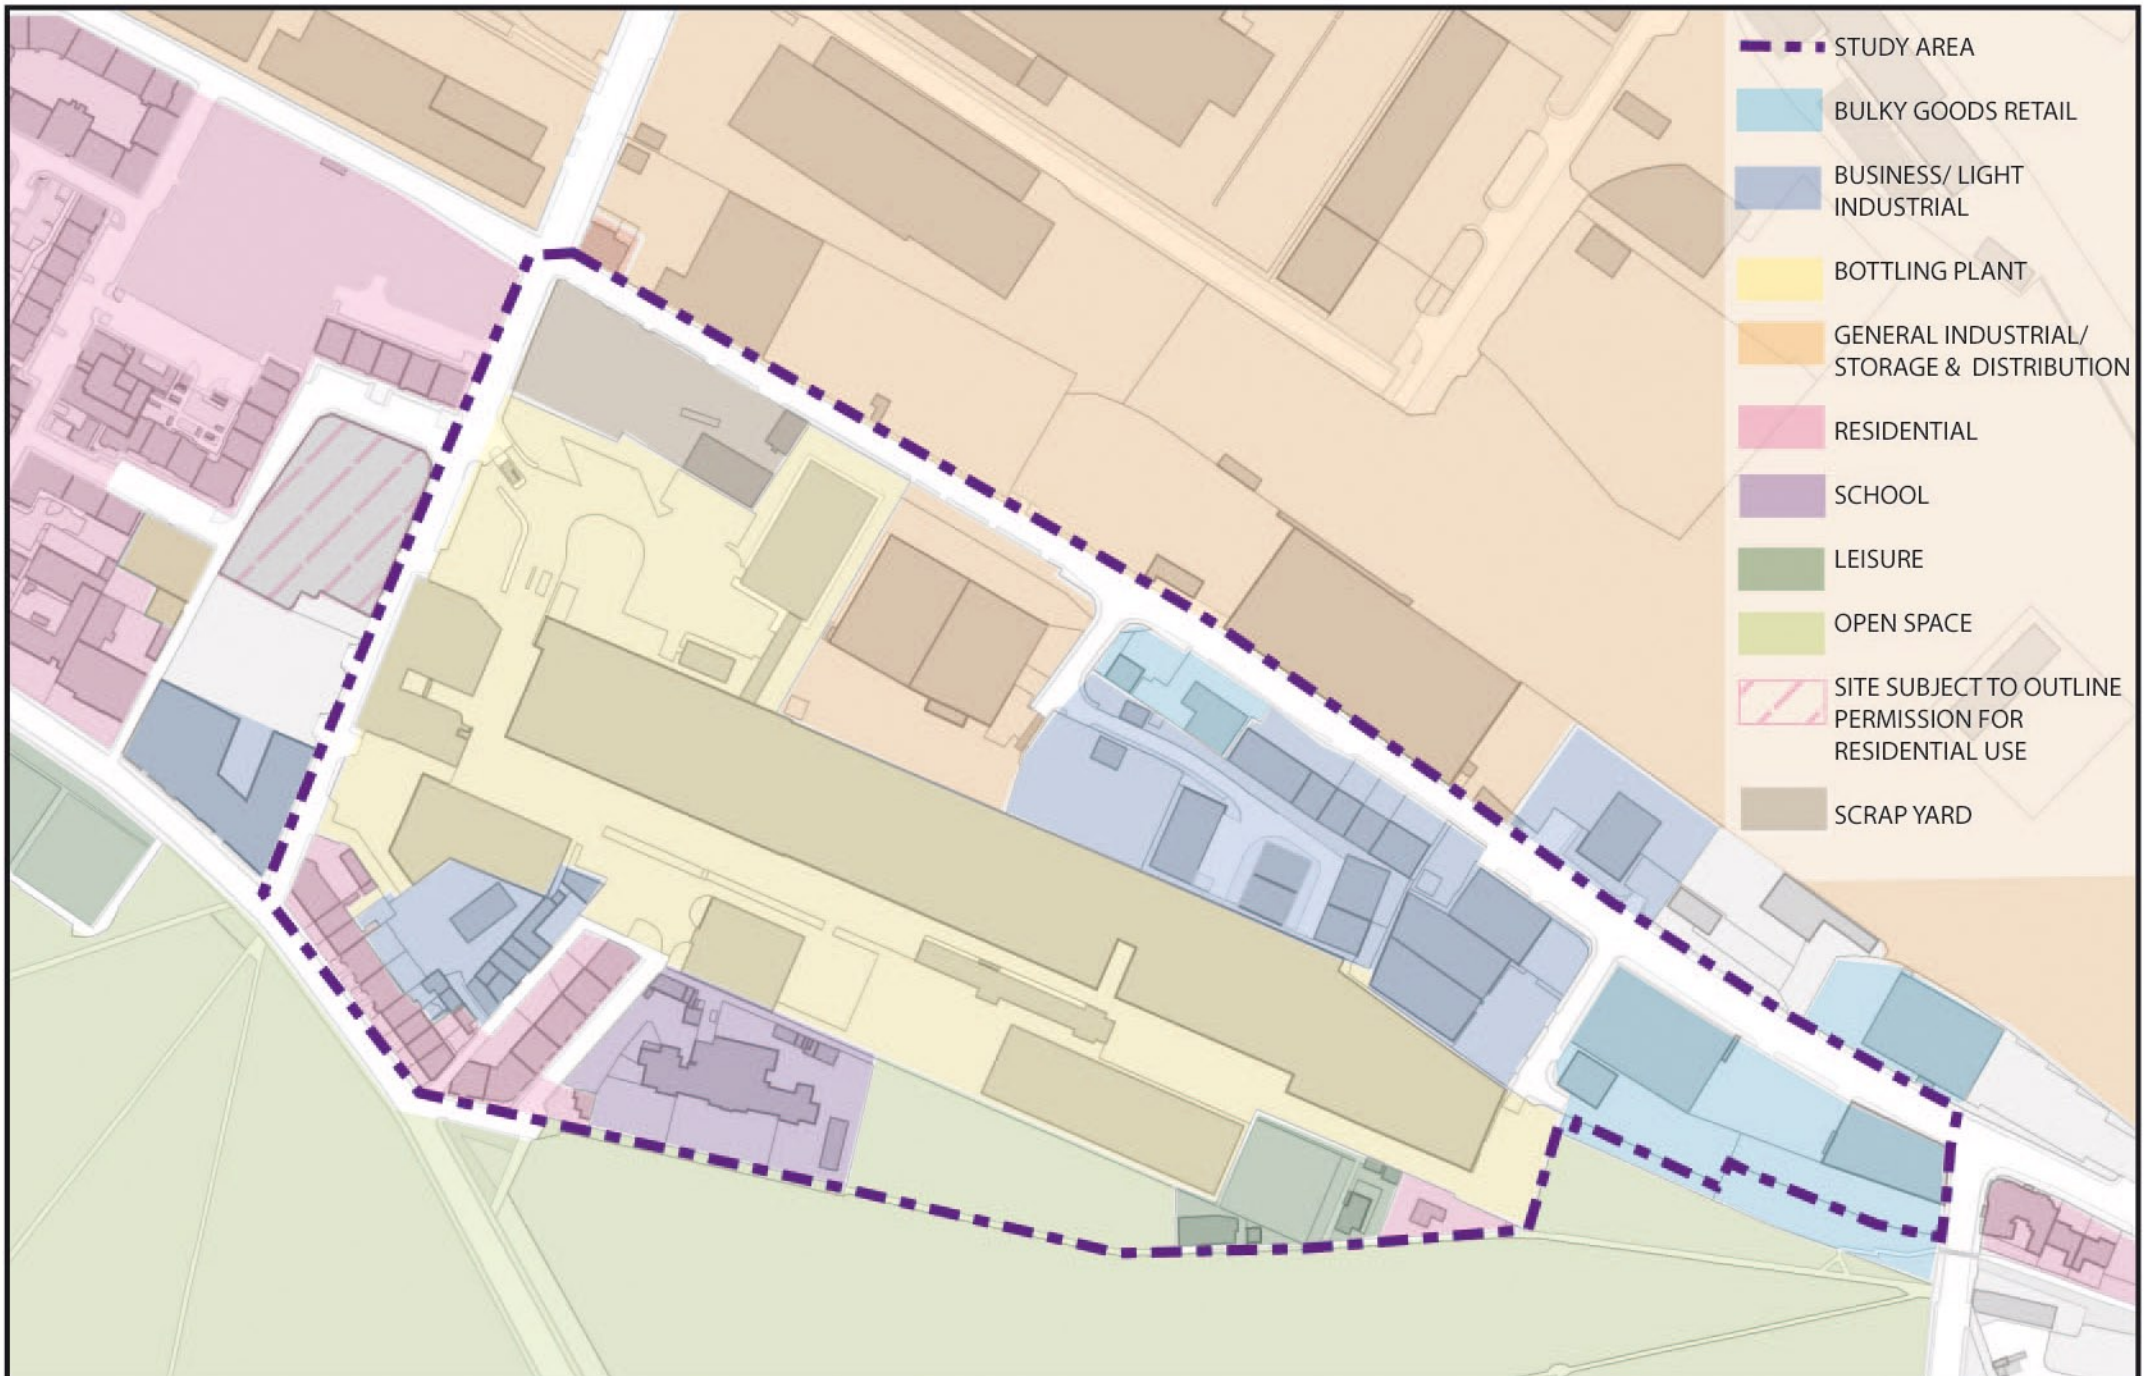 STUDY AREA
BULKY GOODS RETAIL
BUSINESS/ LIGHT
INDUSTRIAL
BOTTLING PLANT
GENERAL INDUSTRIAL/
STORAGE & DISTRIBUTION
RESIDENTIAL
SCHOOL
LEISURE
OPEN SPACE
SITE SUBJECT TO OUTLINE
PERMISSION FOR
RESIDENTIAL USE
SCRAP YARD